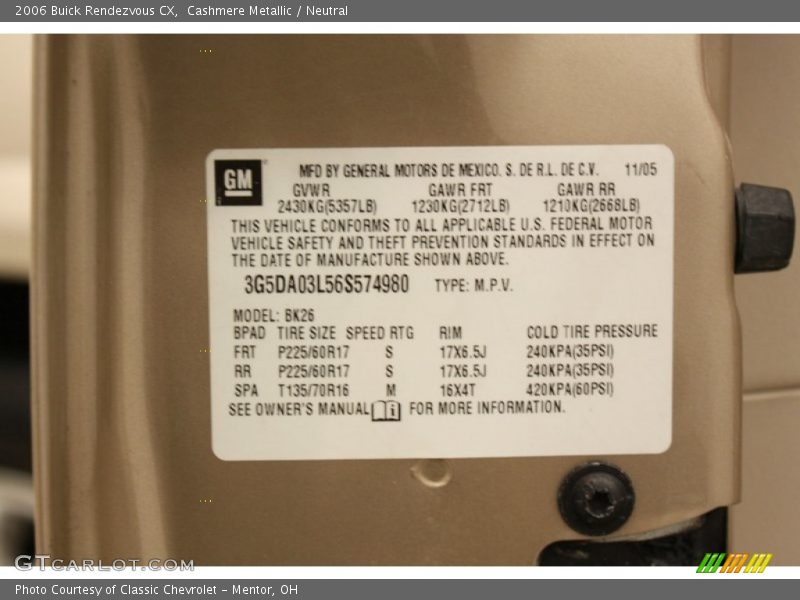 2006 Buick Rendezvous CX, Cashmere Metallic / Neutral
GM
MFD BY GENERAL MOTORS DE MEXICO. S. DE R.L. DE C.V. 11/05
GVWR GAWR FRT GAWR RR
2430KG(5357LB) 1230KG(2712LB) 1210KG(2668LB)
THIS VEHICLE CONFORMS TO ALL APPLICABLE U.S. FEDERAL MOTOR
VEHICLE SAFETY AND THEFT PREVENTION STANDARDS IN EFFECT ON
THE DATE OF MANUFACTURE SHOWN ABOVE.
3G5DA03L56S574980 TYPE: M.P.V.
MODEL: BK26
BPAD TIRE SIZE SPEED RTG RIM COLD TIRE PRESSURE
FRT P225/60R17 S 17X6.5J 240KPA(35PSI)
RR P225/60R17 S 17X6.5J 240KPA(35PSI)
SPA T135/70R16 M 16X4T 420KPA(60PSI)
SEE OWNER'S MANUAL i FOR MORE INFORMATION.
GTCARLOT.COM
Photo Courtesy of Classic Chevrolet - Mentor, OH